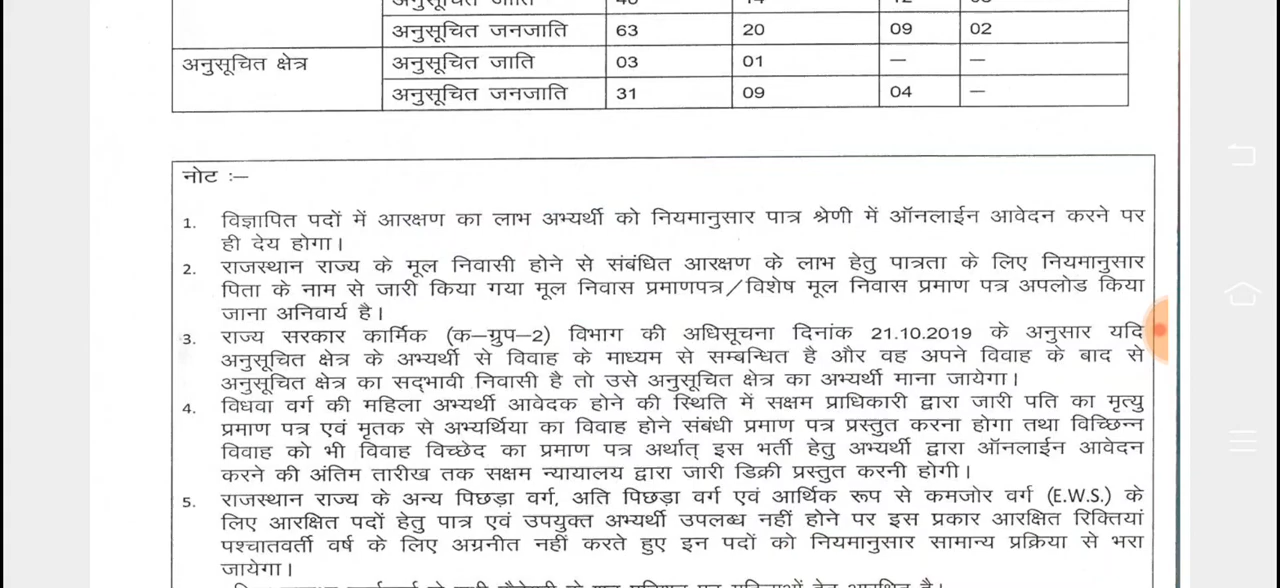 अनुसूचित जाति
अनुसूचित जनजाति 63 20 09 02
अनुसूचित क्षेत्र अनुसूचित जाति 03 01 — —
अनुसूचित जनजाति 31 09 04 —
नोट :—
1. विज्ञापित पदों में आरक्षण का लाभ अभ्यर्थी को नियमानुसार पात्र श्रेणी में ऑनलाईन आवेदन करने पर
ही देय होगा।
2. राजस्थान राज्य के मूल निवासी होने से संबंधित आरक्षण के लाभ हेतु पात्रता के लिए नियमानुसार
पिता के नाम से जारी किया गया मूल निवास प्रमाणपत्र/विशेष मूल निवास प्रमाण पत्र अपलोड किया
जाना अनिवार्य है।
3. राज्य सरकार कार्मिक (क—ग्रुप—2) विभाग की अधिसूचना दिनांक 21.10.2019 के अनुसार यदि
अनुसूचित क्षेत्र के अभ्यर्थी से विवाह के माध्यम से सम्बन्धित है और वह अपने विवाह के बाद से
अनुसूचित क्षेत्र का सद्भावी निवासी है तो उसे अनुसूचित क्षेत्र का अभ्यर्थी माना जायेगा।
4. विधवा वर्ग की महिला अभ्यर्थी आवेदक होने की स्थिति में सक्षम प्राधिकारी द्वारा जारी पति का मृत्यु
प्रमाण पत्र एवं मृतक से अभ्यर्थिया का विवाह होने संबंधी प्रमाण पत्र प्रस्तुत करना होगा तथा विच्छिन्न
विवाह को भी विवाह विच्छेद का प्रमाण पत्र अर्थात् इस भर्ती हेतु अभ्यर्थी द्वारा ऑनलाईन आवेदन
करने की अंतिम तारीख तक सक्षम न्यायालय द्वारा जारी डिक्री प्रस्तुत करनी होगी।
5. राजस्थान राज्य के अन्य पिछड़ा वर्ग, अति पिछड़ा वर्ग एवं आर्थिक रूप से कमजोर वर्ग (E.W.S.) के
लिए आरक्षित पदों हेतु पात्र एवं उपयुक्त अभ्यर्थी उपलब्ध नहीं होने पर इस प्रकार आरक्षित रिक्तियां
पश्चातवर्ती वर्ष के लिए अग्रनीत नहीं करते हुए इन पदों को नियमानुसार सामान्य प्रक्रिया से भरा
जायेगा।